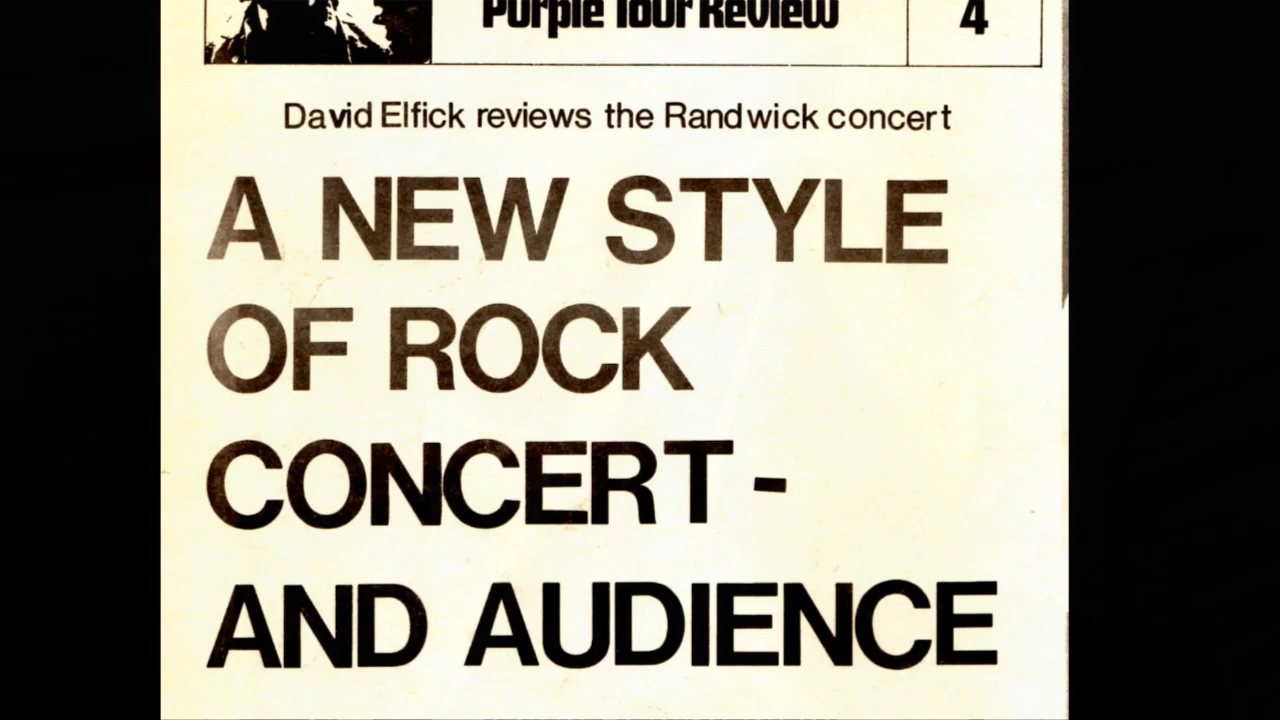 Purple Tour Review
4
David Elfick reviews the Randwick concert
A NEW STYLE
OF ROCK
CONCERT -
AND AUDIENCE